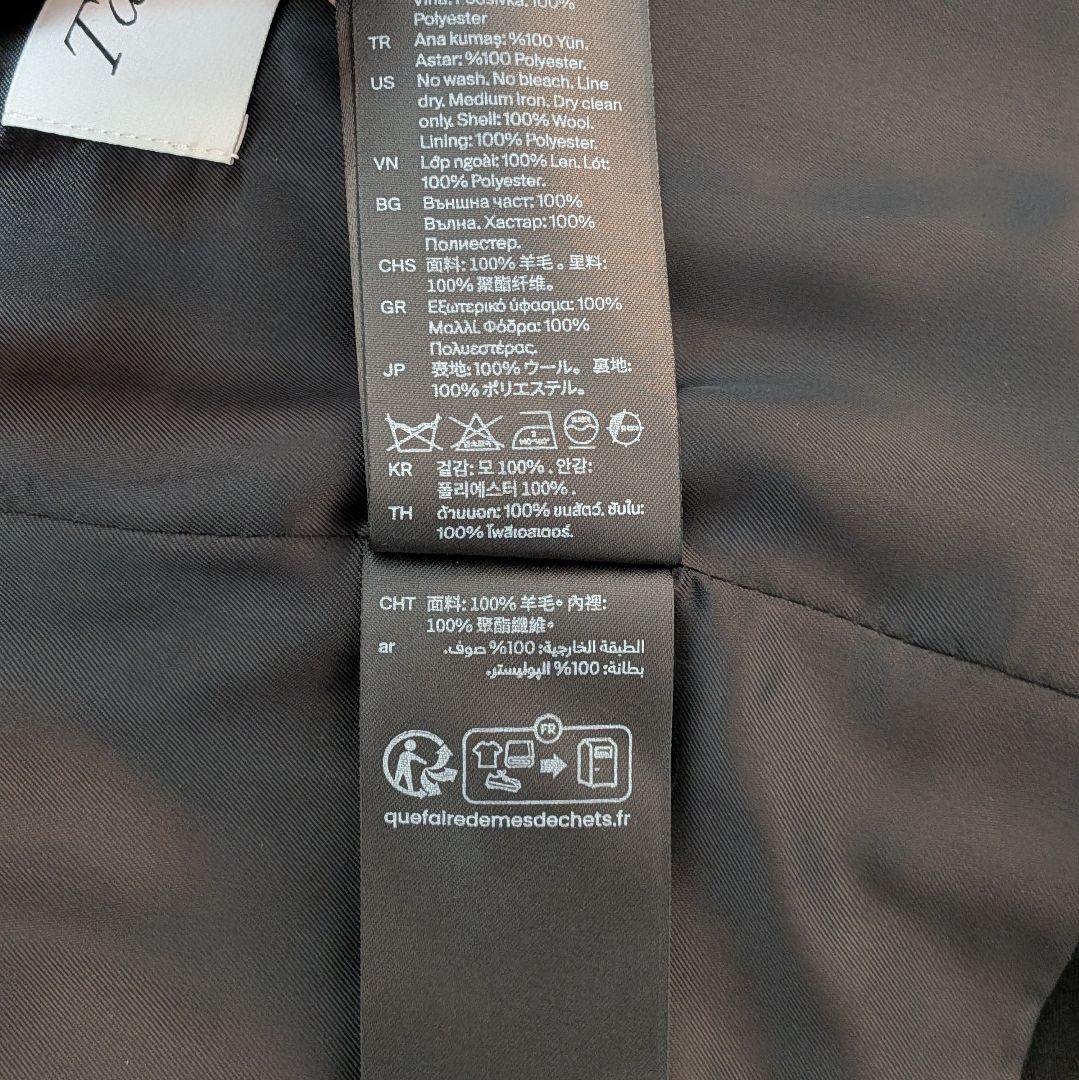 Ta
Polyester
TR Ana kumaş: %100 Yün.
Astar: %100 Polyester.
US No wash. No bleach. Line
dry. Medium Iron. Dry clean
only. Shell: 100% Wool.
Lining: 100% Polyester.
VN Lớp ngoài: 100% Len. Lót:
100% Polyester.
BG Външна част: 100%
Вълна. Хастар: 100%
Полиестер.
CHS 面料: 100% 羊毛。里料:
100% 聚酯纤维。
GR Εξωτερικό ύφασμα: 100%
Μαλλί. Φόδρα: 100%
Πολυεστέρας.
JP 表地: 100% ウール。 裏地:
100% ポリエステル。
KR 겉감: 모 100% . 안감:
폴리에스터 100% .
TH ด้านนอก: 100% ขนสัตว์. ซับใน:
100% โพลีเอสเตอร์.
CHT 面料: 100% 羊毛。內裡:
100% 聚酯纖維。
ar الطبقة الخارجية: 100% صوف.
بطانة: 100% البوليستر.
FR
quefairedemesdechets.fr